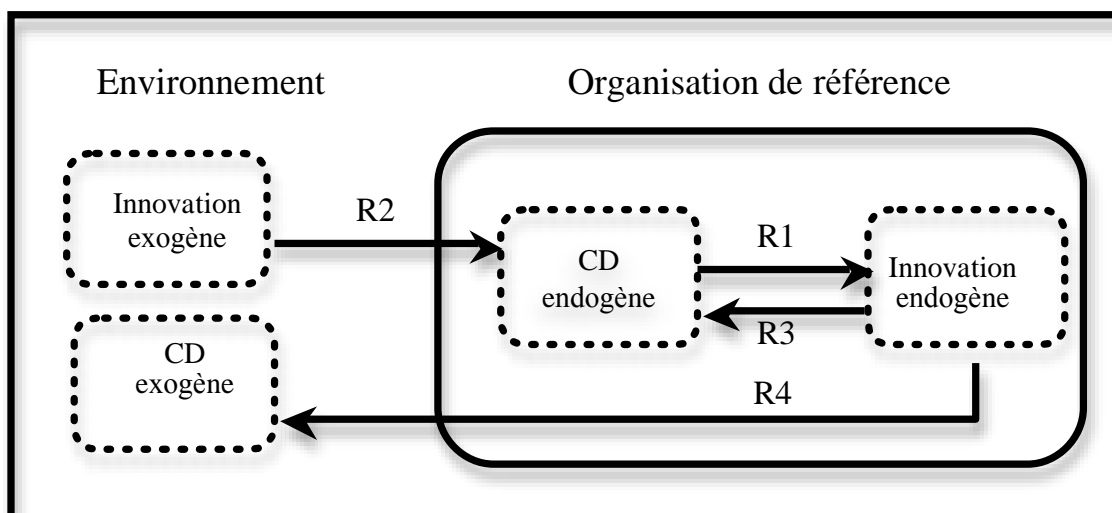 Environnement
Organisation de référence
Innovation
exogène
R2
CD
endogène
R1
R3
Innovation
endogène
CD
exogène
R4